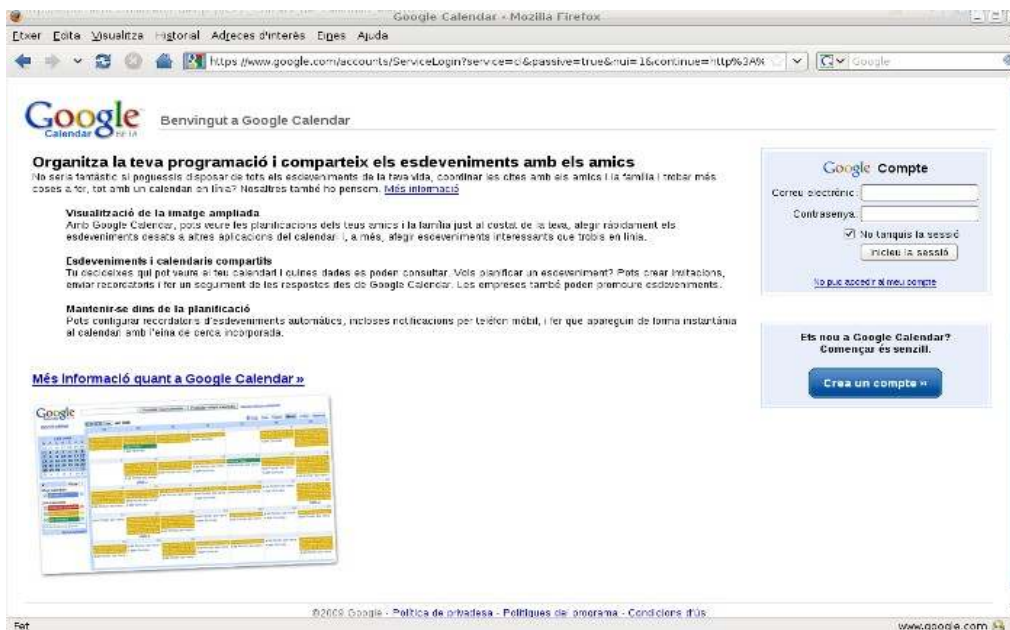 Google Calendar - Mozilla Firefox
Fitxer Edita Visualitza Historial Adreces d'interès Eines Ajuda
https://www.google.com/accounts/ServiceLogin?service=cl&passive=true&nui=1&continue=http%3A% Google
Google Calendar BETA
Benvingut a Google Calendar
Organitza la teva programació i comparteix els esdeveniments amb els amics
No seria fantàstic si poguessis disposar de tots els esdeveniments de la teva vida, coordinar les cites amb els amics i la família i trobar més
coses a fer, tot amb un calendari en línia? Nosaltres també ho pensem. Més informació
Visualització de la imatge ampliada
Amb Google Calendar, pots veure les planificacions dels teus amics i la família just al costat de la teva, afegir ràpidament els
esdeveniments desats a altres aplicacions del calendari i, a més, afegir esdeveniments interessants que trobis en línia.
Esdeveniments i calendaris compartits
Tu decideixes qui pot veure el teu calendari i quines dades es poden consultar. Vols planificar un esdeveniment? Pots crear invitacions,
enviar recordatoris i fer un seguiment de les respostes des de Google Calendar. Les empreses també poden promoure esdeveniments.
Mantenir-se dins de la planificació
Pots configurar recordatoris d'esdeveniments automàtics, incloses notificacions per telèfon mòbil, i fer que apareguin de forma instantània
al calendari amb l'eina de cerca incorporada.
Més informació quant a Google Calendar »
Google
Google Compte
Correu electrònic:
Contrasenya:
No tanquis la sessió
Inicieu la sessió
No puc accedir al meu compte
Ets nou a Google Calendar?
Començar és senzill.
Crea un compte »
©2009 Google - Política de privadesa - Polítiques del programa - Condicions d'ús
Fet www.google.com